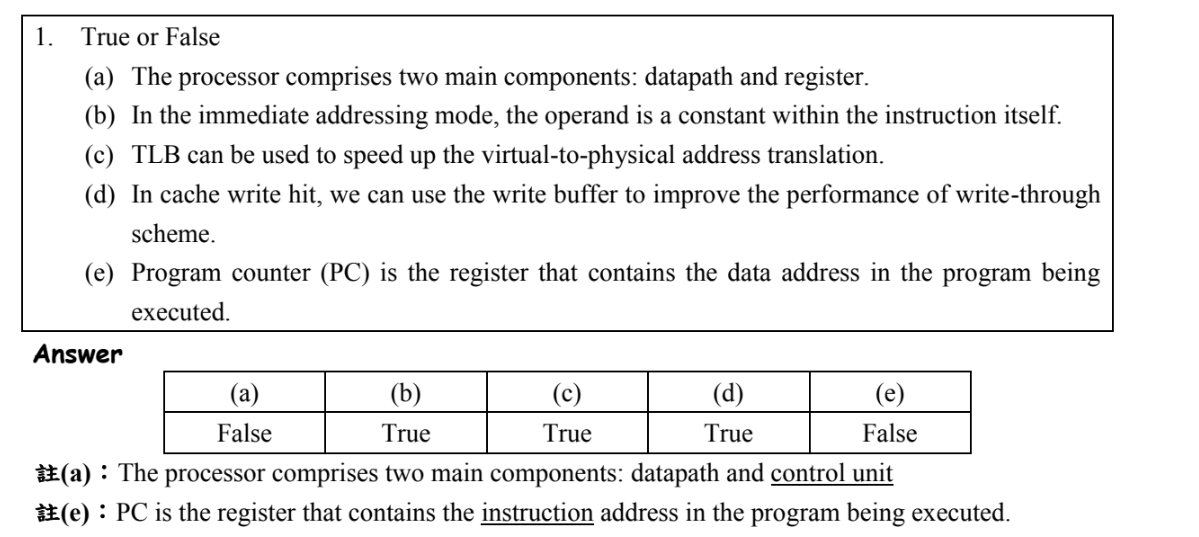 1. True or False
(a) The processor comprises two main components: datapath and register.
(b) In the immediate addressing mode, the operand is a constant within the instruction itself.
(c) TLB can be used to speed up the virtual-to-physical address translation.
(d) In cache write hit, we can use the write buffer to improve the performance of write-through
scheme.
(e) Program counter (PC) is the register that contains the data address in the program being
executed.
Answer
(a) (b) (c) (d) (e)
False True True True False
註(a)：The processor comprises two main components: datapath and control unit
註(e)：PC is the register that contains the instruction address in the program being executed.